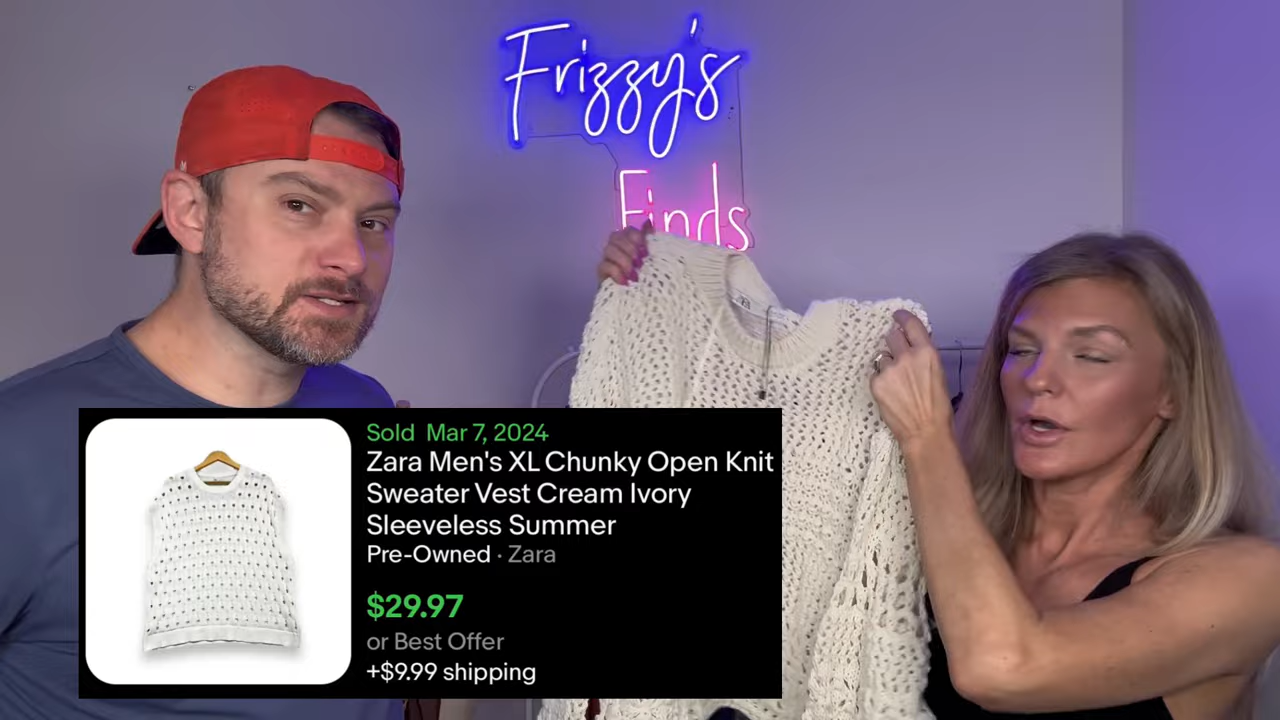 Frizzy's
Finds
Sold Mar 7, 2024
Zara Men's XL Chunky Open Knit
Sweater Vest Cream Ivory
Sleeveless Summer
Pre-Owned · Zara
$29.97
or Best Offer
+$9.99 shipping